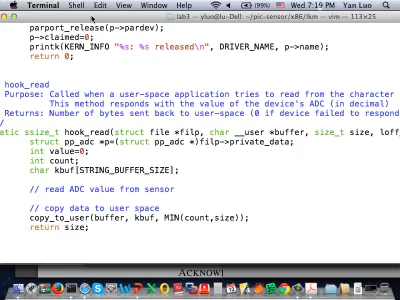 Terminal Shell Edit View Window Help (99%) Wed 7:19 PM Yan Luo
lab3 — yluo@lu-Dell: ~/pic-sensor/x86/lkm — vim — 113×25
parport_release(p->pardev);
p->claimed=0;
printk(KERN_INFO "%s: %s released\n", DRIVER_NAME, p->name);
return 0;
hook_read
Purpose: Called when a user-space application tries to read from the character
This method responds with the value of the device's ADC (in decimal)
Returns: Number of bytes sent back to user-space (0 if device failed to respond
/
atic ssize_t hook_read(struct file *filp, char __user *buffer, size_t size, loff
struct pp_adc *p=(struct pp_adc *)filp->private_data;
int value=0;
int count;
char kbuf[STRING_BUFFER_SIZE];
// read ADC value from sensor
// copy data to user space
copy_to_user(buffer, kbuf, MIN(count,size));
return size;
Acknowl